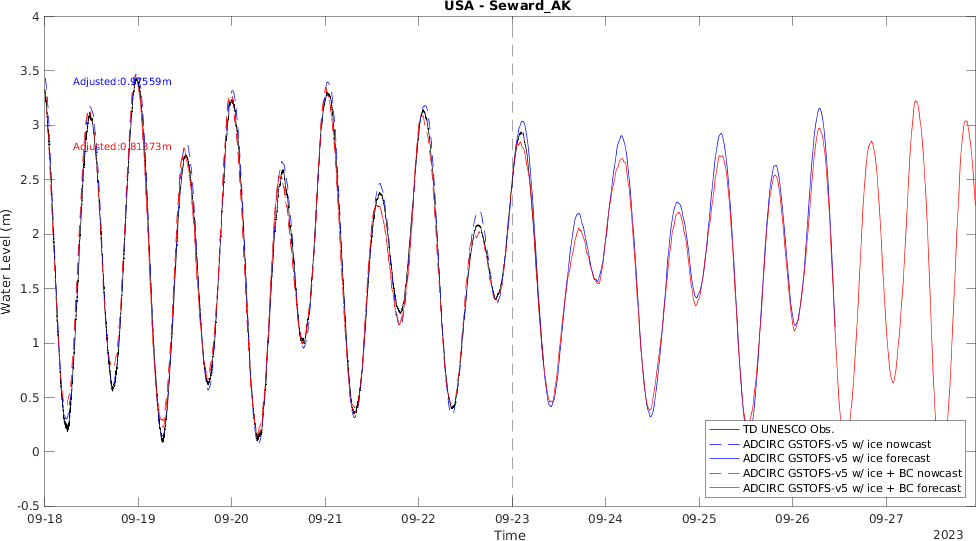 USA - Seward_AK
4
3.5
3
2.5
2
1.5
1
0.5
0
-0.5
Water Level (m)
Adjusted:0.97559m
Adjusted:0.81373m
TD UNESCO Obs.
ADCIRC GSTOFS-v5 w/ ice nowcast
ADCIRC GSTOFS-v5 w/ ice forecast
ADCIRC GSTOFS-v5 w/ ice + BC nowcast
ADCIRC GSTOFS-v5 w/ ice + BC forecast
09-18 09-19 09-20 09-21 09-22 09-23 09-24 09-25 09-26 09-27
Time
2023